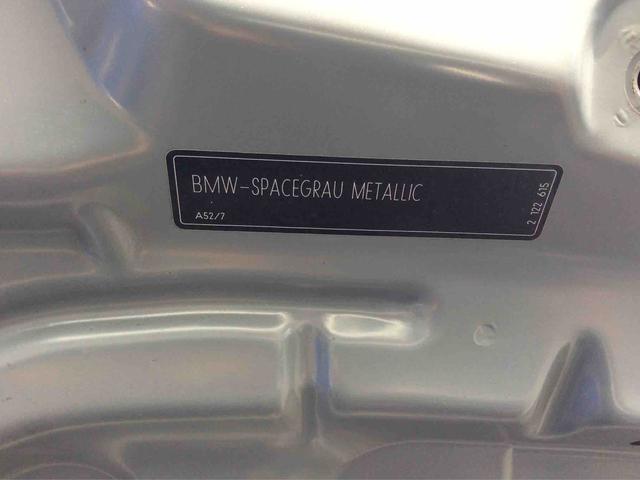 BMW-SPACEGRAU METALLIC
A52/7
2 122 615